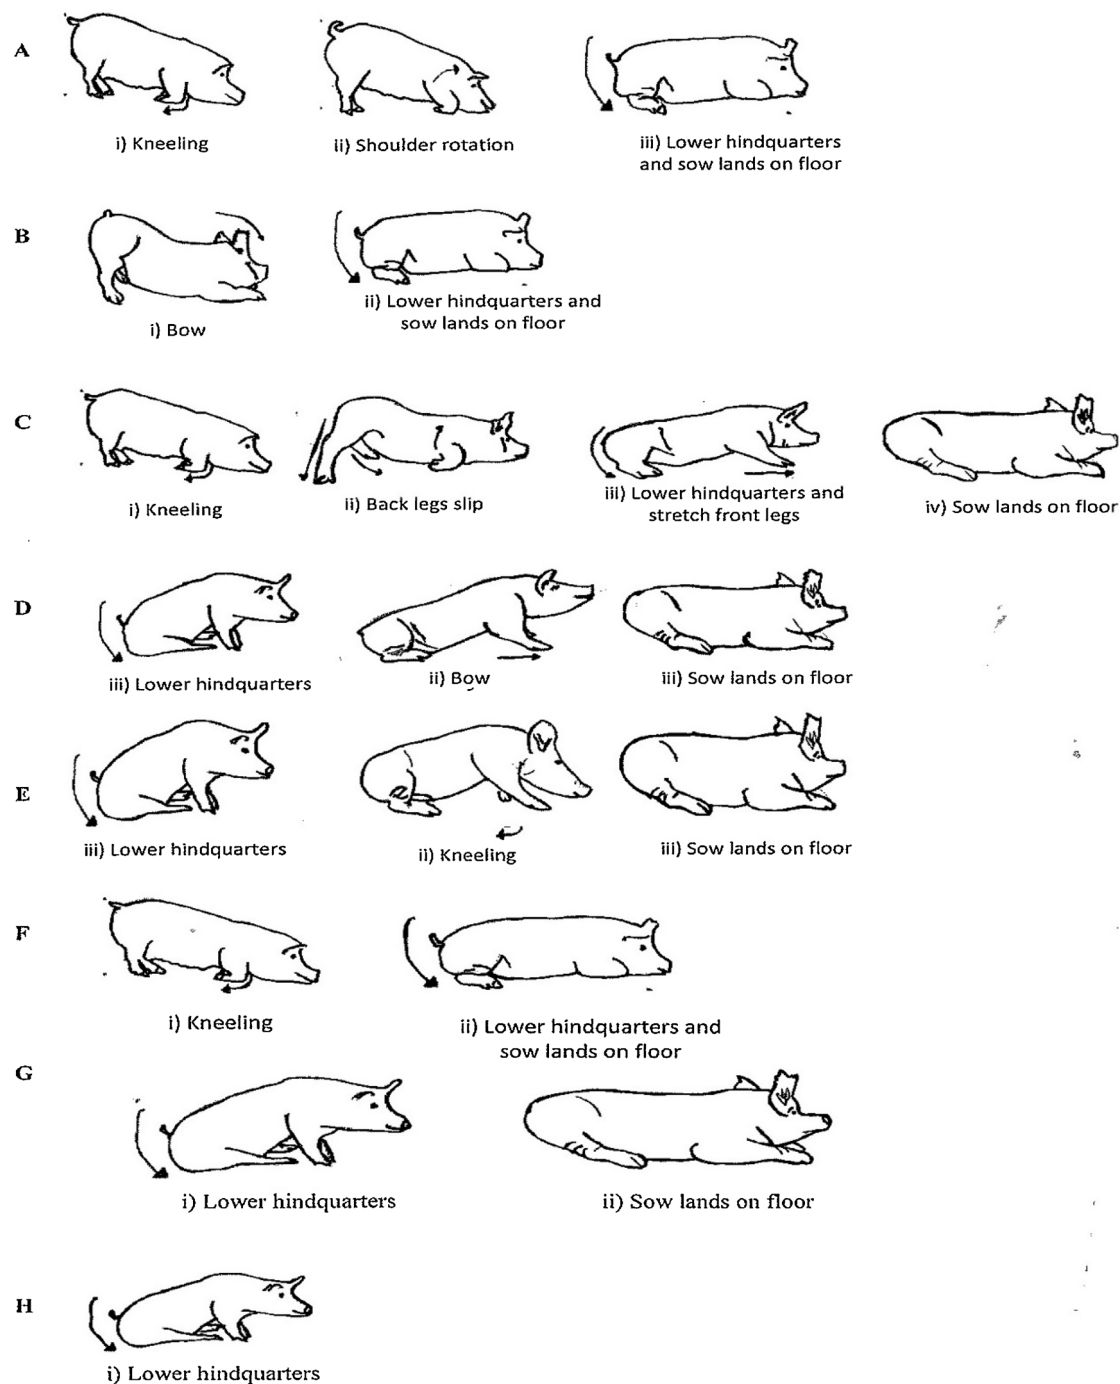 A
i) Kneeling
ii) Shoulder rotation
iii) Lower hindquarters
and sow lands on floor
B
i) Bow
ii) Lower hindquarters and
sow lands on floor
C
i) Kneeling
ii) Back legs slip
iii) Lower hindquarters and
stretch front legs
iv) Sow lands on floor
D
iii) Lower hindquarters
ii) Bow
iii) Sow lands on floor
E
iii) Lower hindquarters
ii) Kneeling
iii) Sow lands on floor
F
i) Kneeling
ii) Lower hindquarters and
sow lands on floor
G
i) Lower hindquarters
ii) Sow lands on floor
H
i) Lower hindquarters